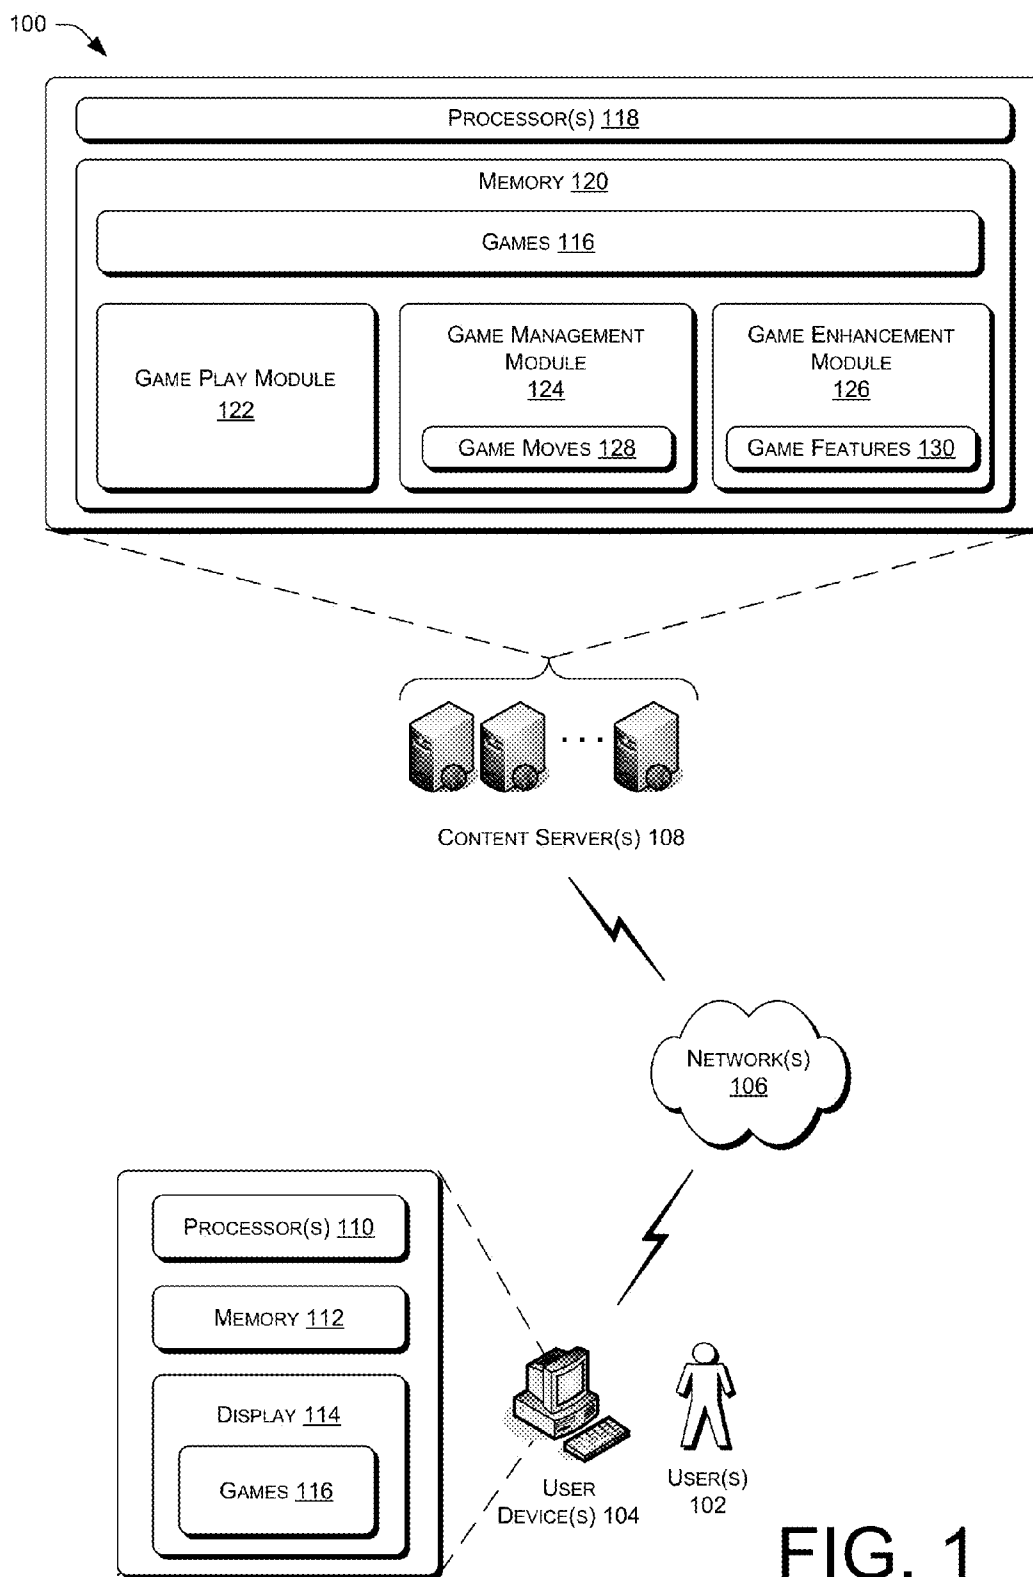 100
PROCESSOR(S) 118
MEMORY 120
GAMES 116
GAME PLAY MODULE
122
GAME MANAGEMENT
MODULE
124
GAME MOVES 128
GAME ENHANCEMENT
MODULE
126
GAME FEATURES 130
...
CONTENT SERVER(S) 108
NETWORK(S)
106
PROCESSOR(S) 110
MEMORY 112
DISPLAY 114
GAMES 116
USER
DEVICE(S) 104
USER(S)
102
FIG. 1